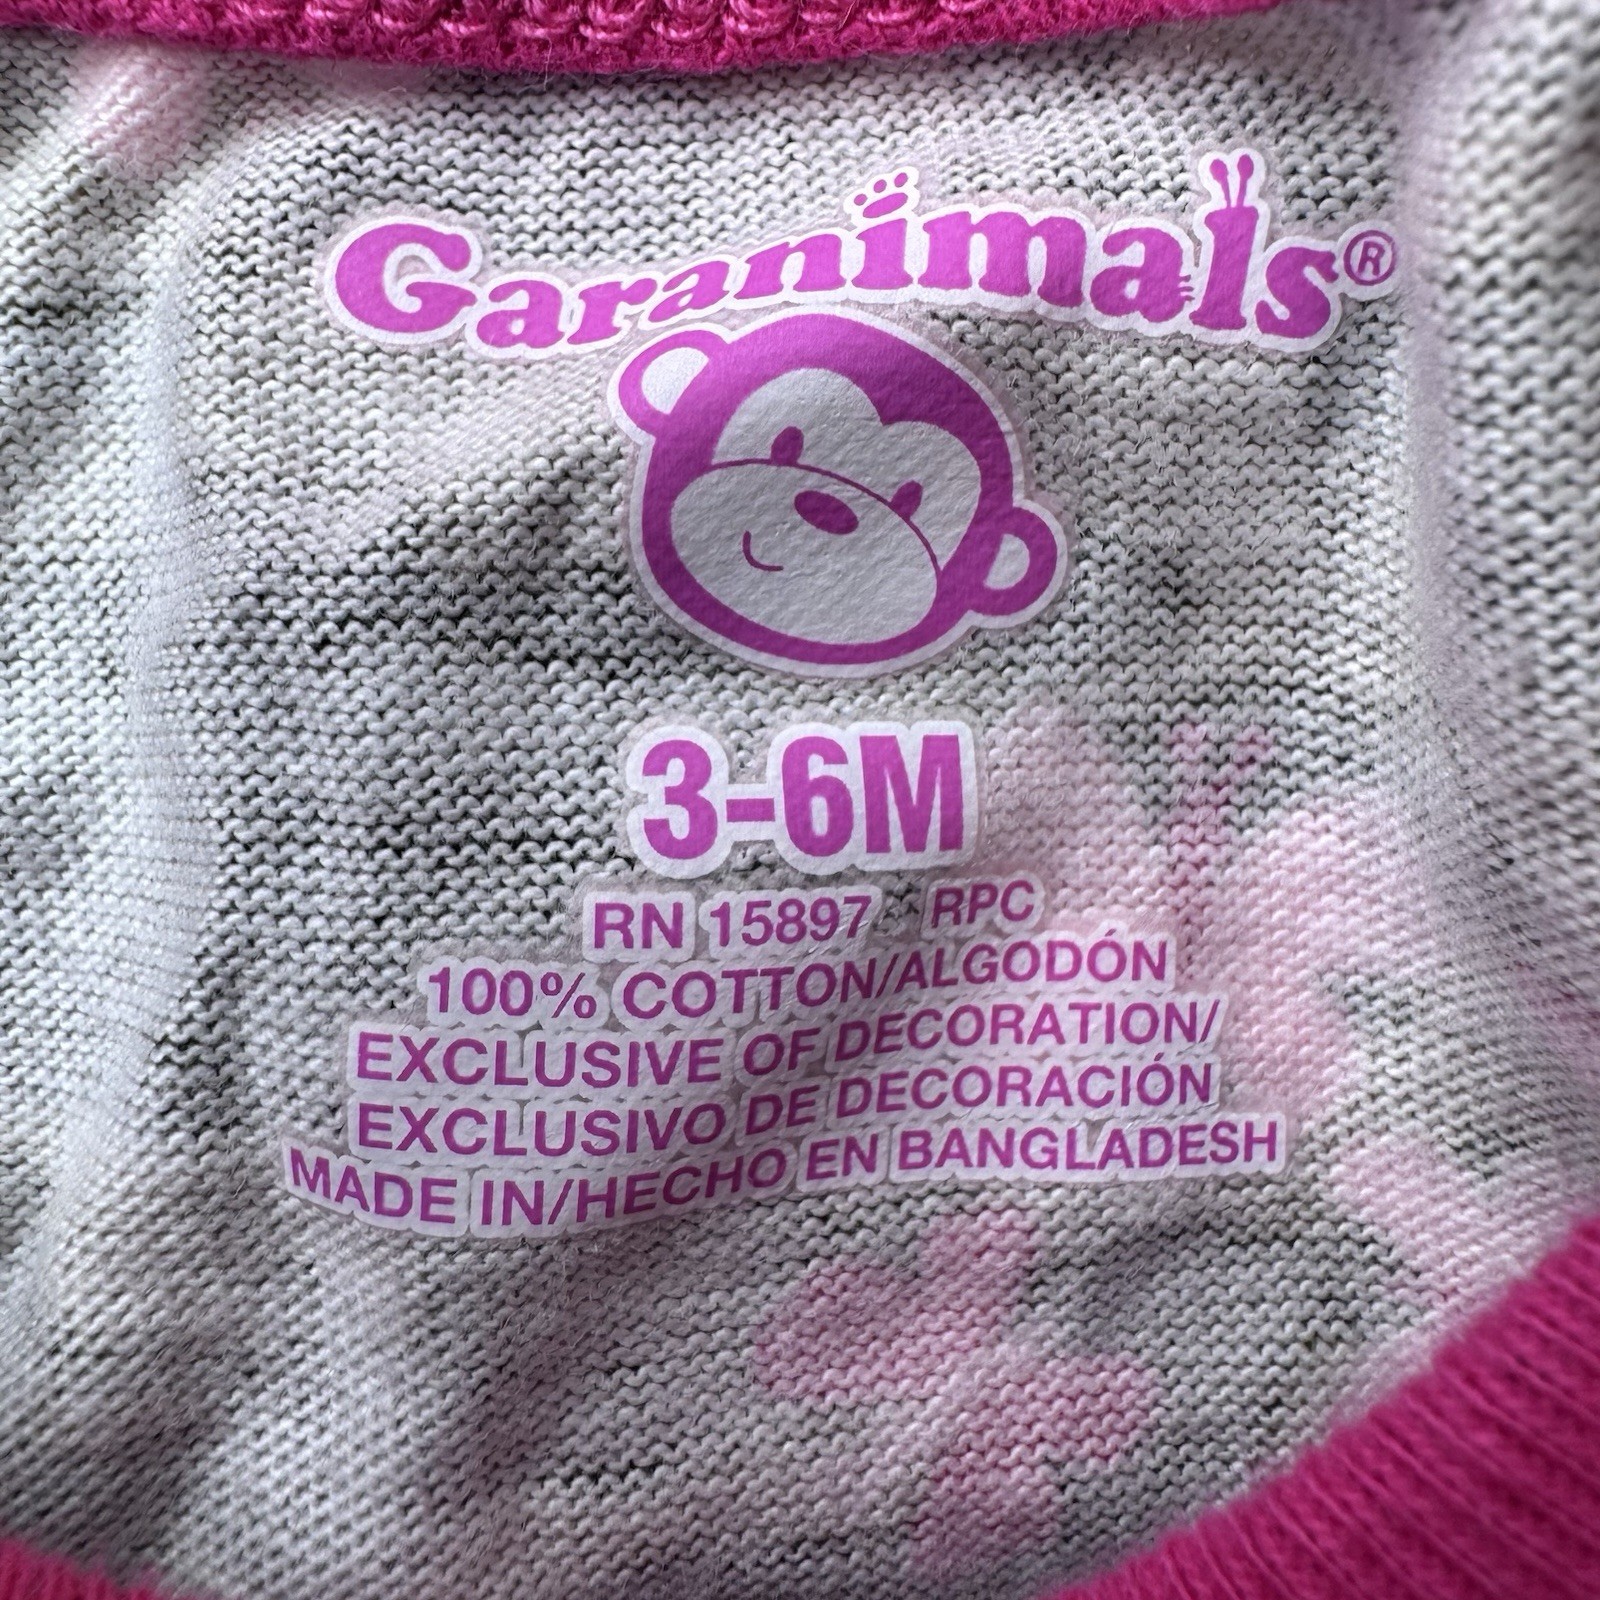 Garanimals®
3-6M
RN 15897 RPC
100% COTTON/ALGODÓN
EXCLUSIVE OF DECORATION/
EXCLUSIVO DE DECORACIÓN
MADE IN/HECHO EN BANGLADESH